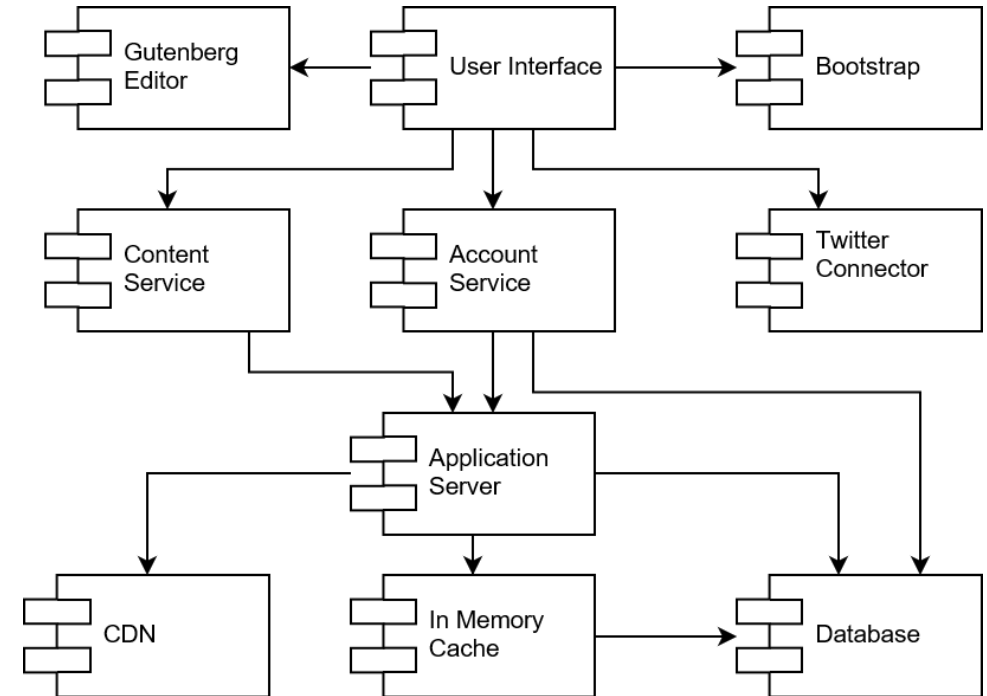 Gutenberg
Editor
User Interface
Bootstrap
Content
Service
Account
Service
Twitter
Connector
Application
Server
CDN
In Memory
Cache
Database